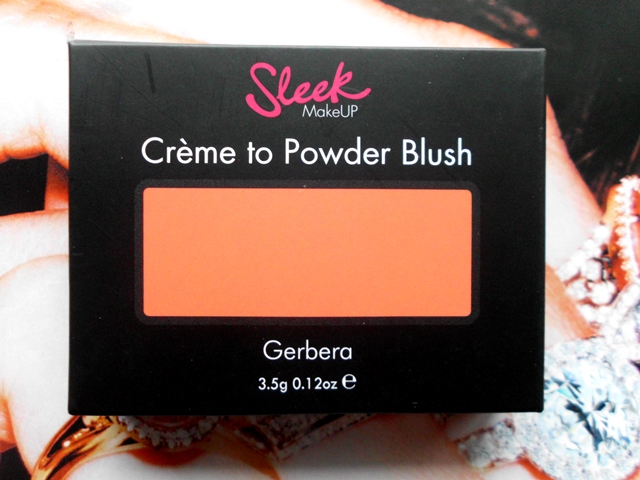 Sleek
MakeUP
Crème to Powder Blush
Gerbera
3.5g 0.12oz ℮